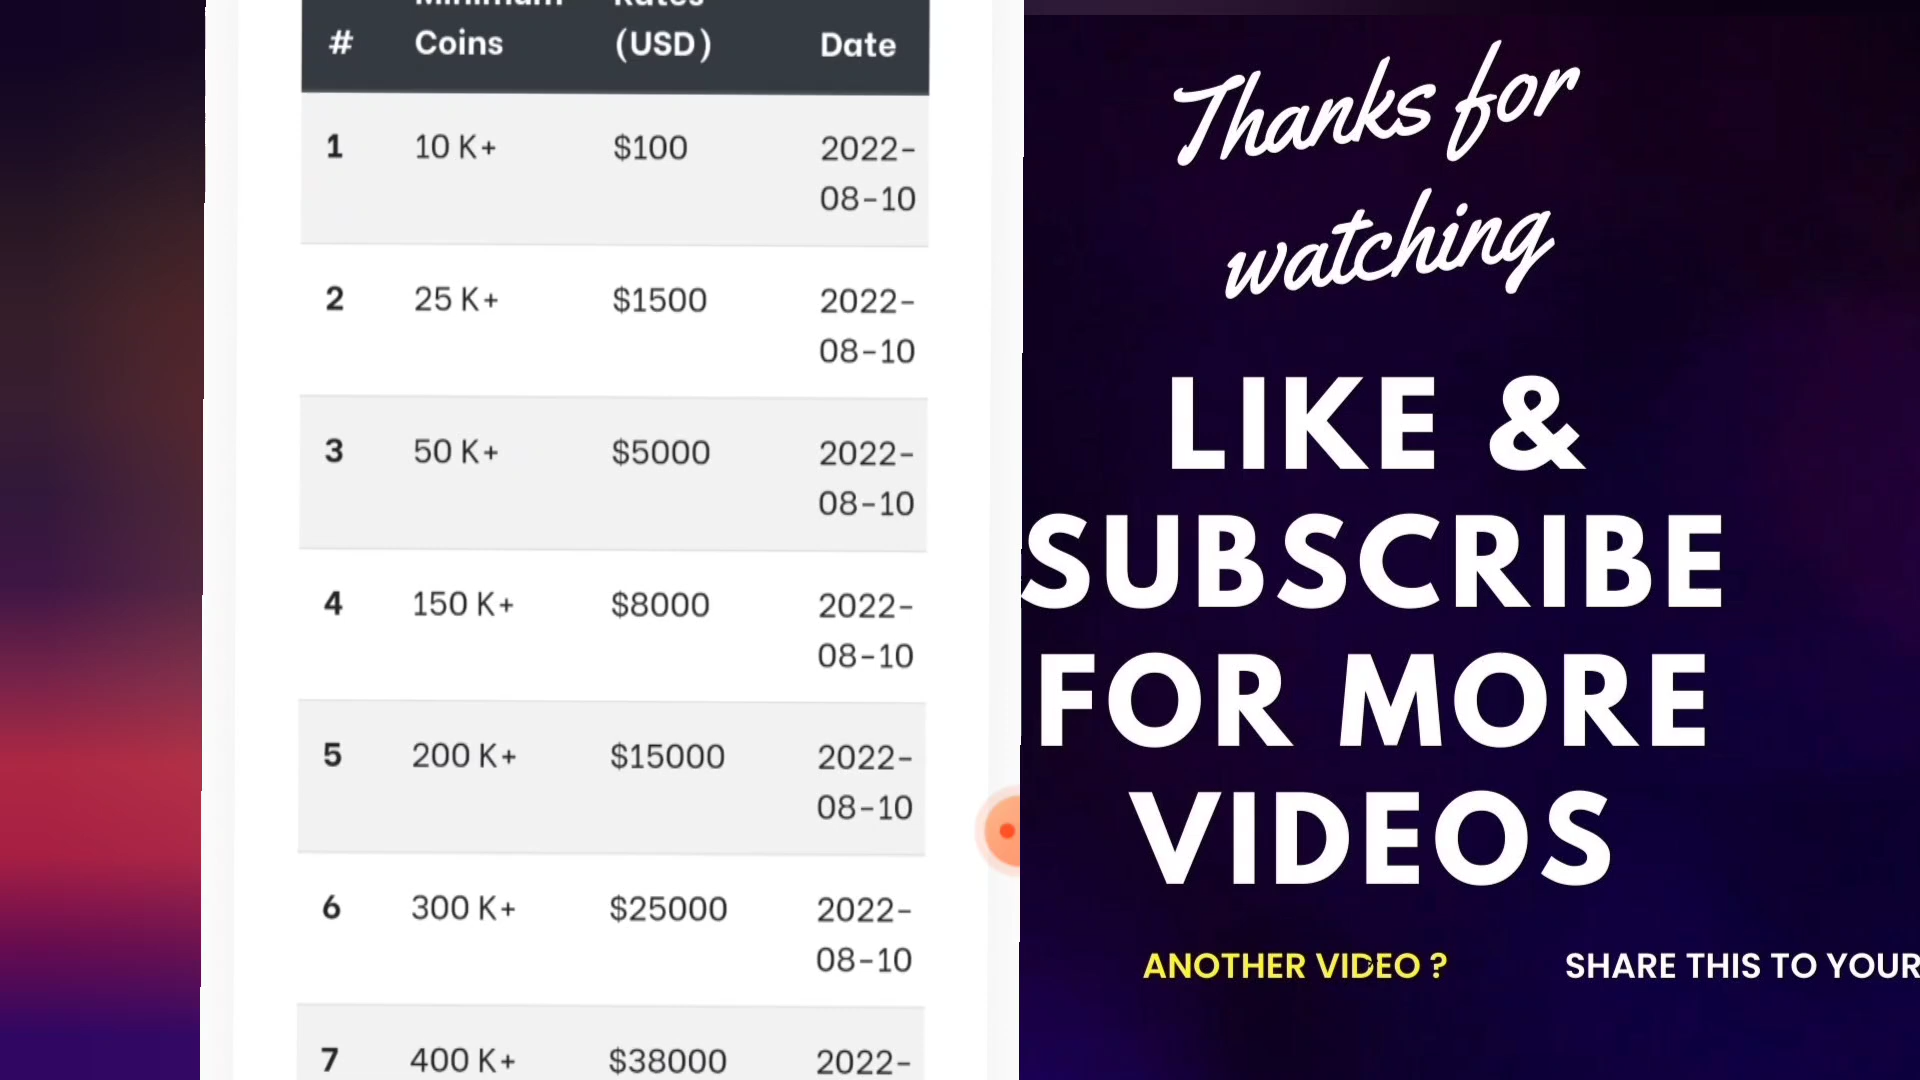 # Coins (USD) Date
1 10 K+ $100 2022-
08-10
2 25 K+ $1500 2022-
08-10
3 50 K+ $5000 2022-
08-10
4 150 K+ $8000 2022-
08-10
5 200 K+ $15000 2022-
08-10
6 300 K+ $25000 2022-
08-10
7 400 K+ $38000 2022-
Thanks for
watching
LIKE &
SUBSCRIBE
FOR MORE
VIDEOS
ANOTHER VIDEO ?
SHARE THIS TO YOUR